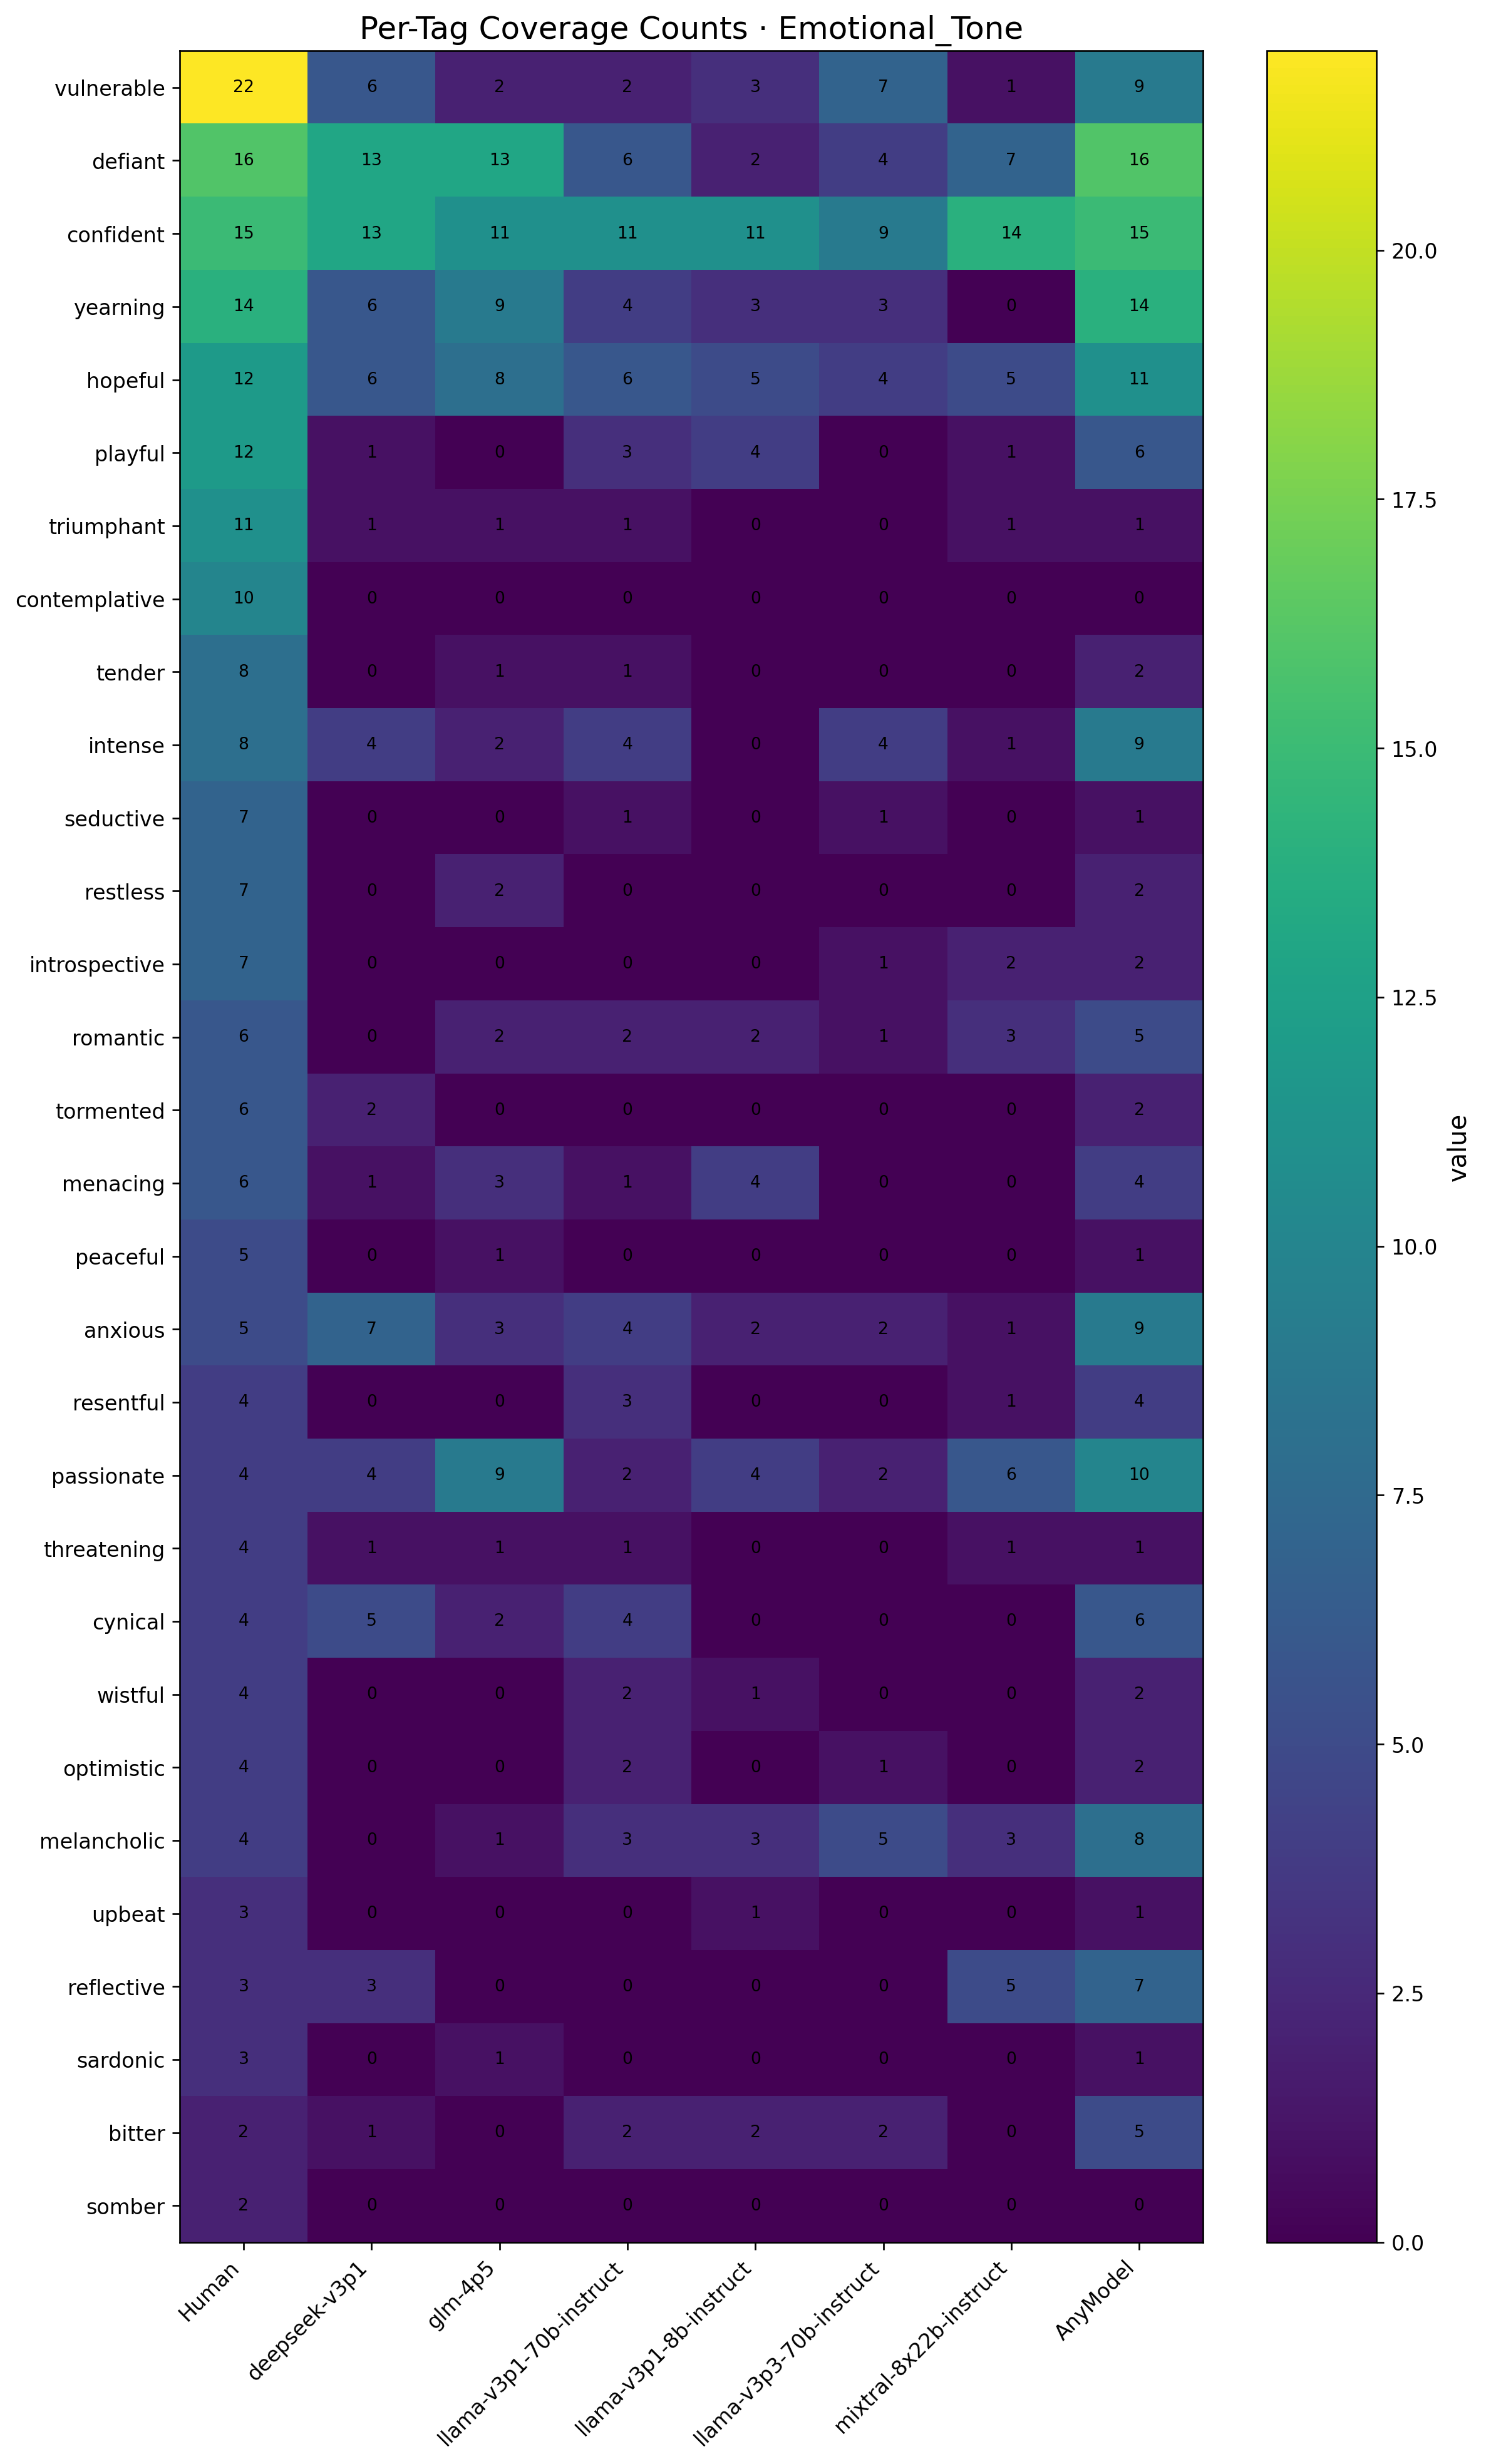 Per-Tag Coverage Counts · Emotional_Tone
vulnerable 22 6 2 2 3 7 1 9
defiant 16 13 13 6 2 4 7 16
confident 15 13 11 11 11 9 14 15
yearning 14 6 9 4 3 3 0 14
hopeful 12 6 8 6 5 4 5 11
playful 12 1 0 3 4 0 1 6
triumphant 11 1 1 1 0 0 1 1
contemplative 10 0 0 0 0 0 0 0
tender 8 0 1 1 0 0 0 2
intense 8 4 2 4 0 4 1 9
seductive 7 0 0 1 0 1 0 1
restless 7 0 2 0 0 0 0 2
introspective 7 0 0 0 0 1 2 2
romantic 6 0 2 2 2 1 3 5
tormented 6 2 0 0 0 0 0 2
menacing 6 1 3 1 4 0 0 4
peaceful 5 0 1 0 0 0 0 1
anxious 5 7 3 4 2 2 1 9
resentful 4 0 0 3 0 0 1 4
passionate 4 4 9 2 4 2 6 10
threatening 4 1 1 1 0 0 1 1
cynical 4 5 2 4 0 0 0 6
wistful 4 0 0 2 1 0 0 2
optimistic 4 0 0 2 0 1 0 2
melancholic 4 0 1 3 3 5 3 8
upbeat 3 0 0 0 1 0 0 1
reflective 3 3 0 0 0 0 5 7
sardonic 3 0 1 0 0 0 0 1
bitter 2 1 0 2 2 2 0 5
somber 2 0 0 0 0 0 0 0
Human
deepseek-v3p1
glm-4p5
llama-v3p1-70b-instruct
llama-v3p1-8b-instruct
llama-v3p3-70b-instruct
mixtral-8x22b-instruct
AnyModel
20.0
17.5
15.0
12.5
10.0
7.5
5.0
2.5
0.0
value